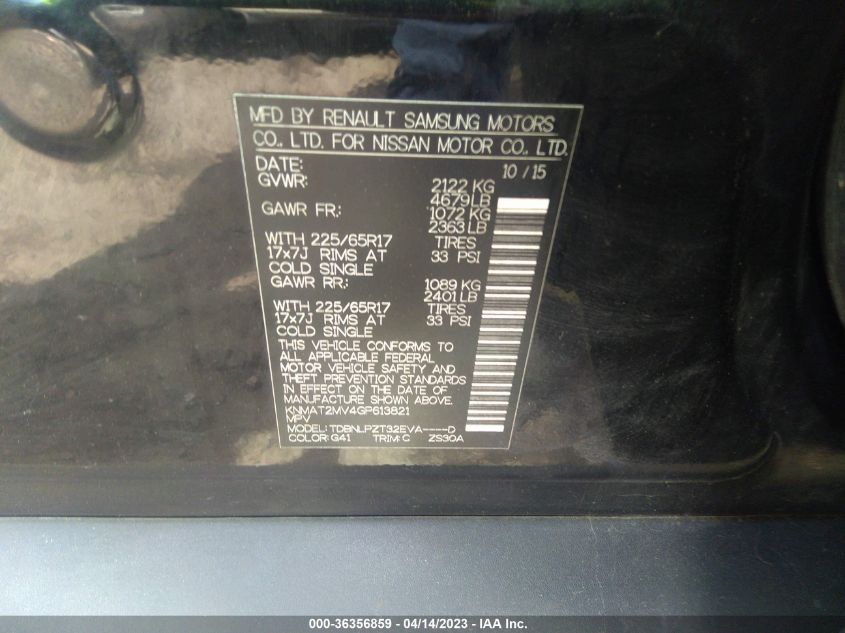 MFD BY RENAULT SAMSUNG MOTORS
CO., LTD. FOR NISSAN MOTOR CO., LTD.
DATE: 10 / 15
GVWR: 2122 KG
4679 LB
GAWR FR.: 1072 KG
2363 LB
WITH 225/65R17 TIRES
17x7J RIMS AT 33 PSI
COLD SINGLE
GAWR RR.: 1089 KG
2401 LB
WITH 225/65R17 TIRES
17x7J RIMS AT 33 PSI
COLD SINGLE
THIS VEHICLE CONFORMS TO
ALL APPLICABLE FEDERAL
MOTOR VEHICLE SAFETY AND
THEFT PREVENTION STANDARDS
IN EFFECT ON THE DATE OF
MANUFACTURE SHOWN ABOVE.
KNMAT2MV4GP613821
MPV
MODEL: TDBNLPZT32EVA-----D
COLOR: G41 TRIM: C ZS30A
000-36356859 - 04/14/2023 - IAA Inc.